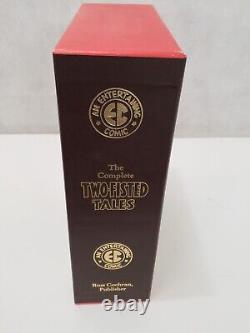 AN ENTERTAINING
EC
COMIC
The
Complete
TWO-FISTED
TALES
AN ENTERTAINING
EC
COMIC
Russ Cochran,
Publisher